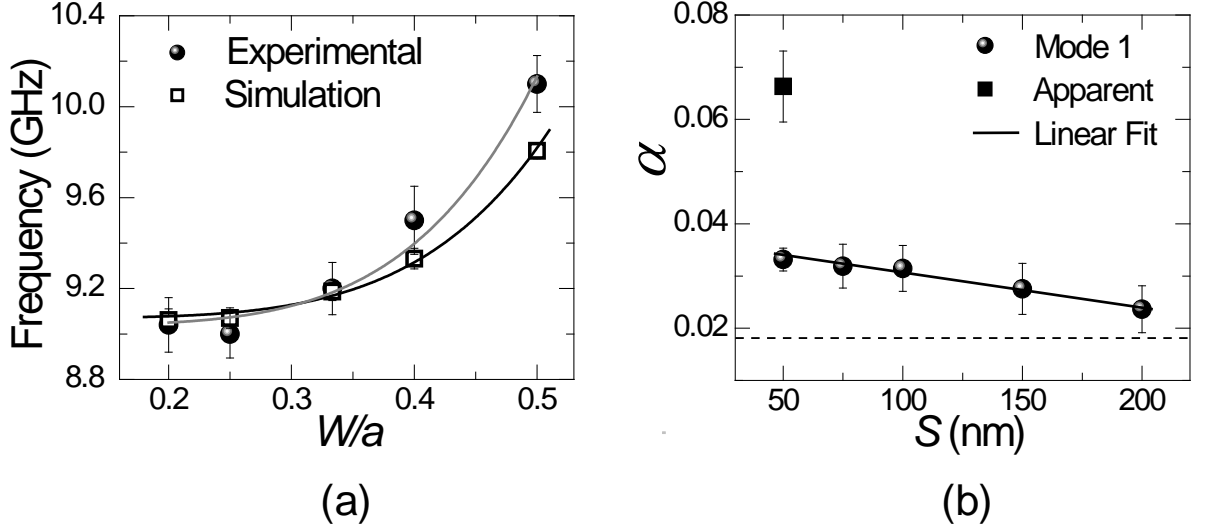 10.4
10.0
9.6
9.2
8.8
Frequency (GHz)
Experimental
Simulation
0.2 0.3 0.4 0.5
W/a
(a)
0.08
0.06
0.04
0.02
α
Mode 1
Apparent
Linear Fit
50 100 150 200
S (nm)
(b)